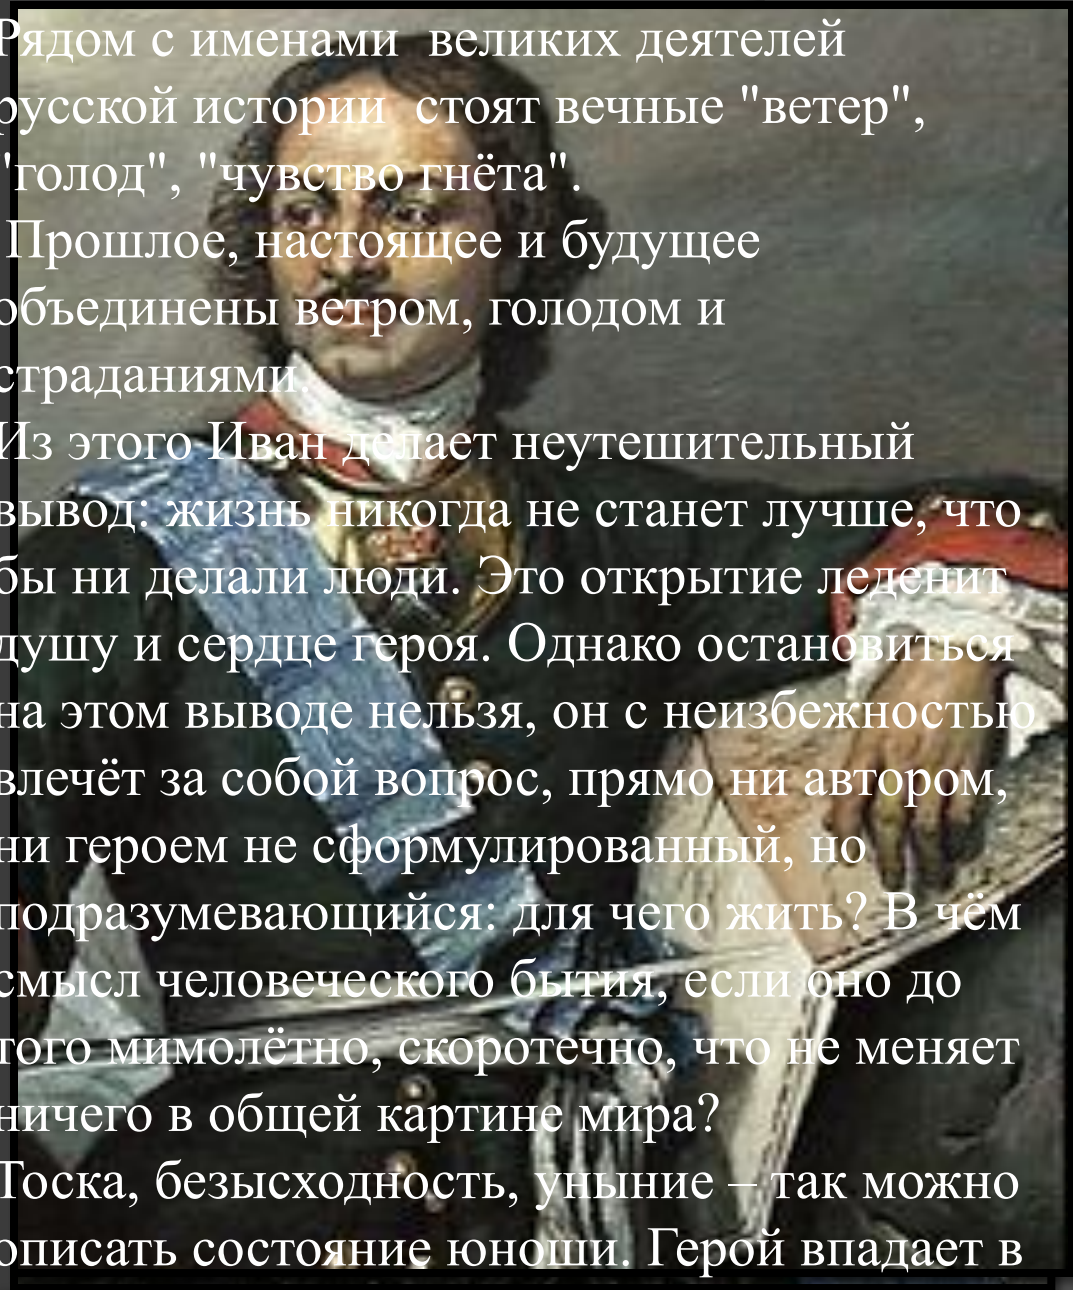 Рядом с именами  великих деятелей
русской истории  стоят вечные "ветер",
"голод", "чувство гнёта".
Прошлое, настоящее и будущее
объединены ветром, голодом и
страданиями.
Из этого Иван делает неутешительный
вывод: жизнь никогда не станет лучше, что
бы ни делали люди. Это открытие леденит
душу и сердце героя. Однако остановиться
на этом выводе нельзя, он с неизбежностью
влечёт за собой вопрос, прямо ни автором,
ни героем не сформулированный, но
подразумевающийся: для чего жить? В чём
смысл человеческого бытия, если оно до
того мимолётно, скоротечно, что не меняет
ничего в общей картине мира?
Тоска, безысходность, уныние – так можно
описать состояние юноши. Герой впадает в